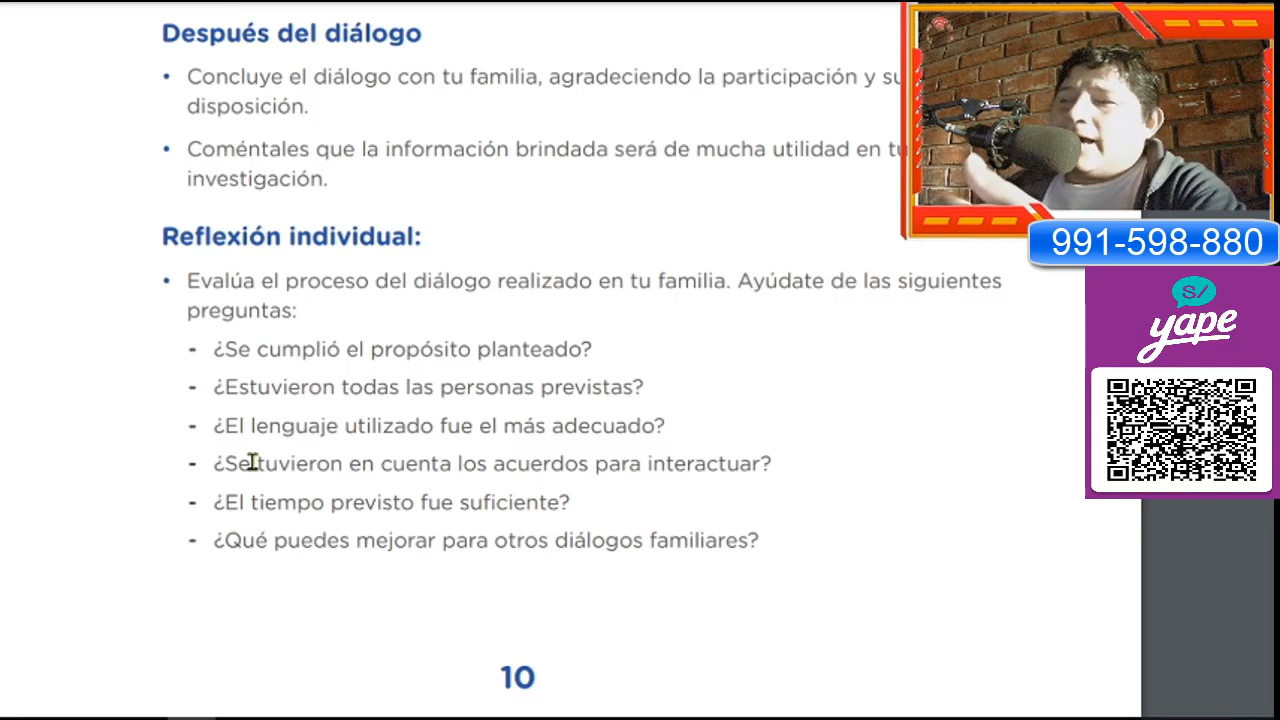 Después del diálogo
• Concluye el diálogo con tu familia, agradeciendo la participación y su
disposición.
• Coméntales que la información brindada será de mucha utilidad en tu
investigación.
Reflexión individual:
• Evalúa el proceso del diálogo realizado en tu familia. Ayúdate de las siguientes
preguntas:
- ¿Se cumplió el propósito planteado?
- ¿Estuvieron todas las personas previstas?
- ¿El lenguaje utilizado fue el más adecuado?
- ¿Se tuvieron en cuenta los acuerdos para interactuar?
- ¿El tiempo previsto fue suficiente?
- ¿Qué puedes mejorar para otros diálogos familiares?
10
991-598-880
S/
yape